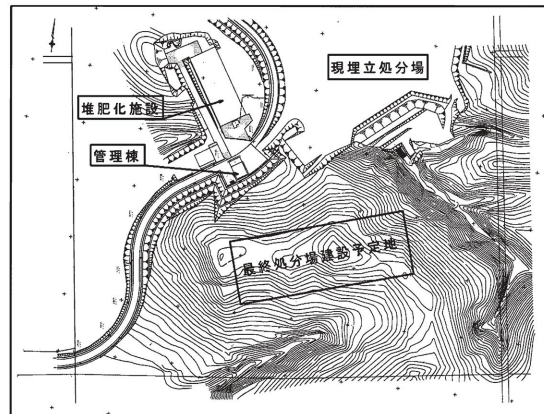 現埋立処分場
堆肥化施設
管理棟
最終処分場建設予定地